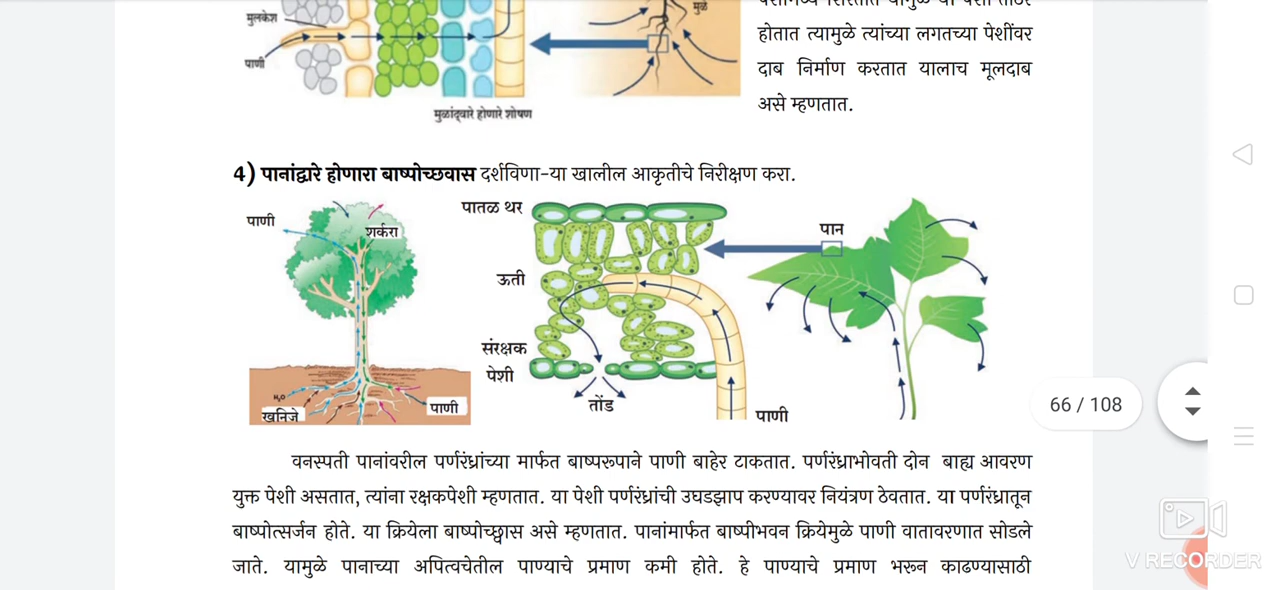 मुलकेश
पाणी
मुळे
मुळांद्वारे होणारे शोषण
होतात त्यामुळे त्यांच्या लगतच्या पेशींवर
दाब निर्माण करतात यालाच मूलदाब
असे म्हणतात.
4) पानांद्वारे होणारा बाष्पोच्छवास दर्शविणा-या खालील आकृतीचे निरीक्षण करा.
पाणी
शर्करा
H₂O
खनिजे
पाणी
पातळ थर
ऊती
संरक्षक
पेशी
तोंड
पाणी
पान
66 / 108
वनस्पती पानांवरील पर्णरंध्रांच्या मार्फत बाष्परूपाने पाणी बाहेर टाकतात. पर्णरंध्राभोवती दोन बाह्य आवरण
युक्त पेशी असतात, त्यांना रक्षकपेशी म्हणतात. या पेशी पर्णरंध्रांची उघडझाप करण्यावर नियंत्रण ठेवतात. या पर्णरंध्रातून
बाष्पोत्सर्जन होते. या क्रियेला बाष्पोच्छ्वास असे म्हणतात. पानांमार्फत बाष्पीभवन क्रियेमुळे पाणी वातावरणात सोडले
जाते. यामुळे पानाच्या अपित्वचेतील पाण्याचे प्रमाण कमी होते. हे पाण्याचे प्रमाण भरून काढण्यासाठी
V RECORDER